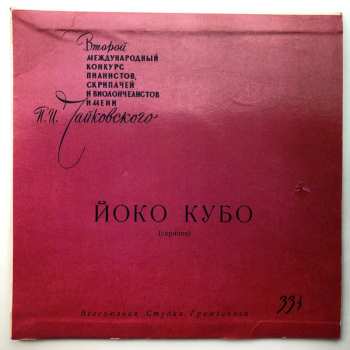 Второй
МЕЖДУНАРОДНЫЙ
КОНКУРС
ПИАНИСТОВ,
СКРИПАЧЕЙ
И ВИОЛОНЧЕЛИСТОВ
ИМЕНИ
П.И. Чайковского
ЙОКО КУБО
(скрипка)
Всесоюзная Студия Грамзаписи